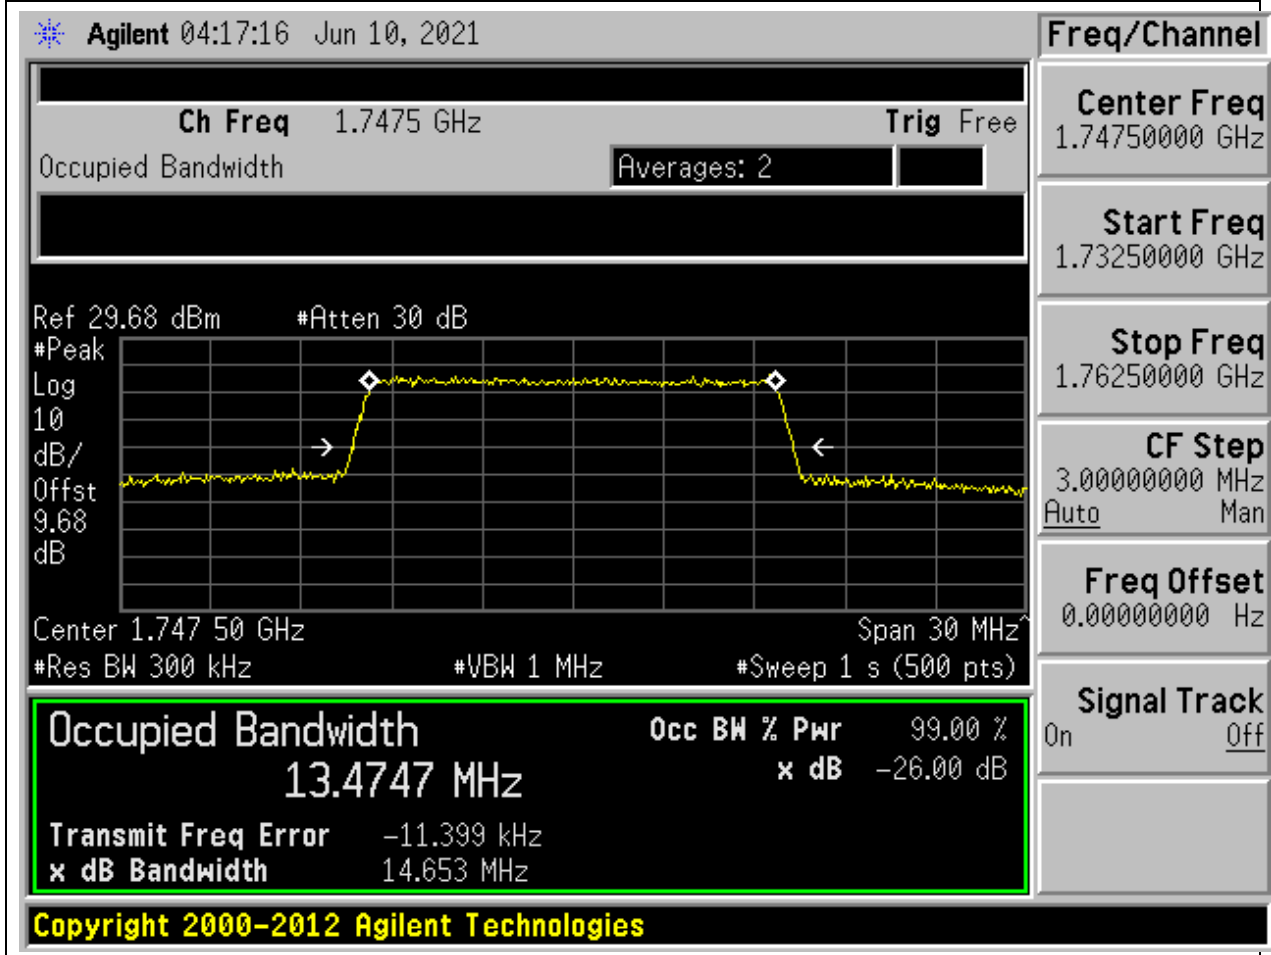 Agilent 04:17:16 Jun 10, 2021
Freq/Channel
Ch Freq 1.7475 GHz Trig Free
Occupied Bandwidth Averages: 2
Center Freq
1.74750000 GHz
Start Freq
1.73250000 GHz
Stop Freq
1.76250000 GHz
CF Step
3.00000000 MHz
Auto Man
Freq Offset
0.00000000 Hz
Signal Track
On Off
Ref 29.68 dBm #Atten 30 dB
#Peak
Log
10
dB/
Offst
9.68
dB
Center 1.747 50 GHz Span 30 MHz^
#Res BW 300 kHz #VBW 1 MHz #Sweep 1 s (500 pts)
Occupied Bandwidth Occ BW % Pwr 99.00 %
13.4747 MHz x dB -26.00 dB
Transmit Freq Error -11.399 kHz
x dB Bandwidth 14.653 MHz
Copyright 2000-2012 Agilent Technologies